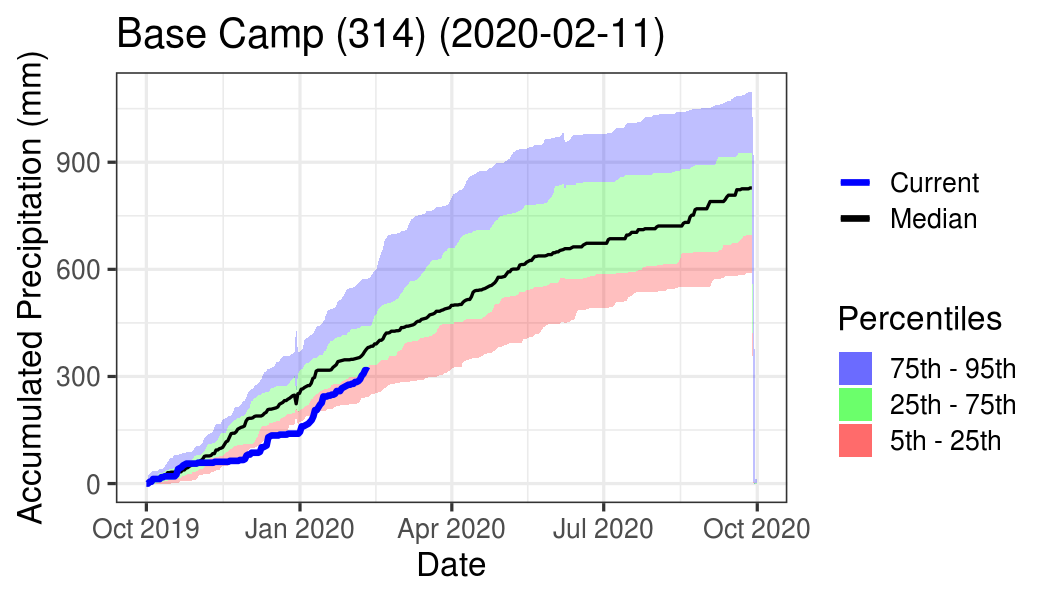 Base Camp (314) (2020-02-11)
Accumulated Precipitation (mm)
900
600
300
0
Oct 2019
Jan 2020
Apr 2020
Jul 2020
Oct 2020
Date
Current
Median
Percentiles
75th - 95th
25th - 75th
5th - 25th